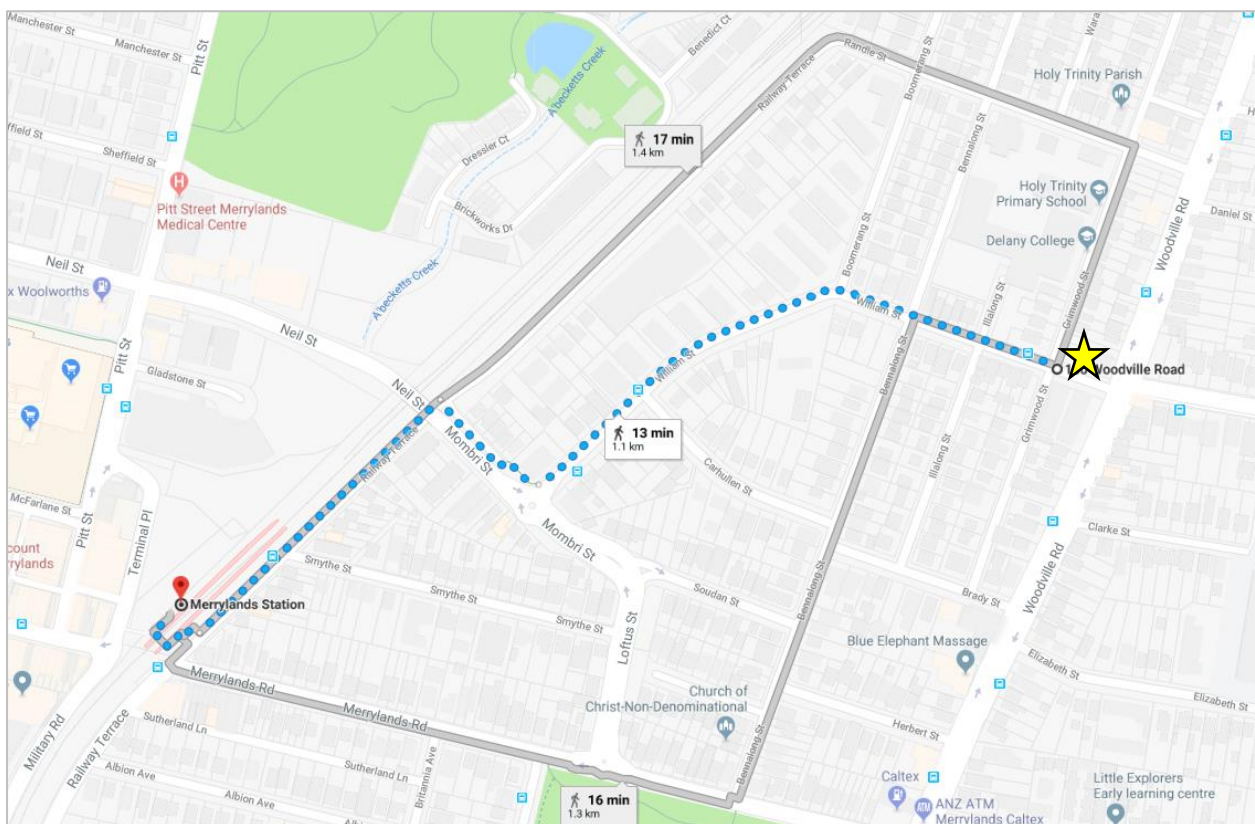 Manchester St
Manchester St
Pitt St
Benedict Ct
A'becketts Creek
Railway Terrace
Randle St
Boomerang St
Holy Trinity Parish
Sheffield St
Dressler Ct
17 min
1.4 km
Bennalong St
Pitt Street Merrylands
Medical Centre
Brickworks Dr
Holy Trinity
Primary School
Delany College
Daniel St
Woodville Rd
Neil St
x Woolworths
A'becketts Creek
Neil St
Boomerang St
William St
Illalong St
Grimwood St
Woodville Road
Pitt St
Gladstone St
William St
Bennalong St
Neil St
Mombri St
13 min
1.1 km
Railway Terrace
Carhullen St
Illalong St
Grimwood St
McFarlane St
Pitt St
Terminal Pl
Mombri St
Clarke St
count
rrylands
Smythe St
Smythe St
Soudan St
Bennalong St
Brady St
Woodville Rd
Merrylands Station
Loftus St
Blue Elephant Massage
Elizabeth St
Elizabeth St
Merrylands Rd
Merrylands Rd
Church of
Christ-Non-Denominational
Military Rd
Railway Terrace
Sutherland Ln
Sutherland Ln
Britannia Ave
Albion Ave
Albion Ave
Albion Ave
Bennalong St
Herbert St
16 min
1.3 km
Caltex
ANZ ATM
Merrylands Caltex
Little Explorers
Early learning centre